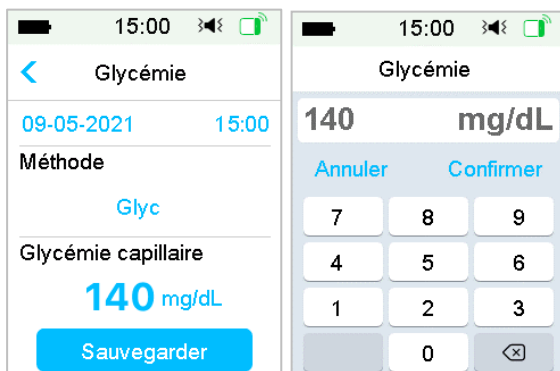 15:00
Glycémie
09-05-2021 15:00
Méthode
Glyc
Glycémie capillaire
140 mg/dL
Sauvegarder
15:00
Glycémie
140 mg/dL
Annuler Confirmer
7 8 9
4 5 6
1 2 3
0